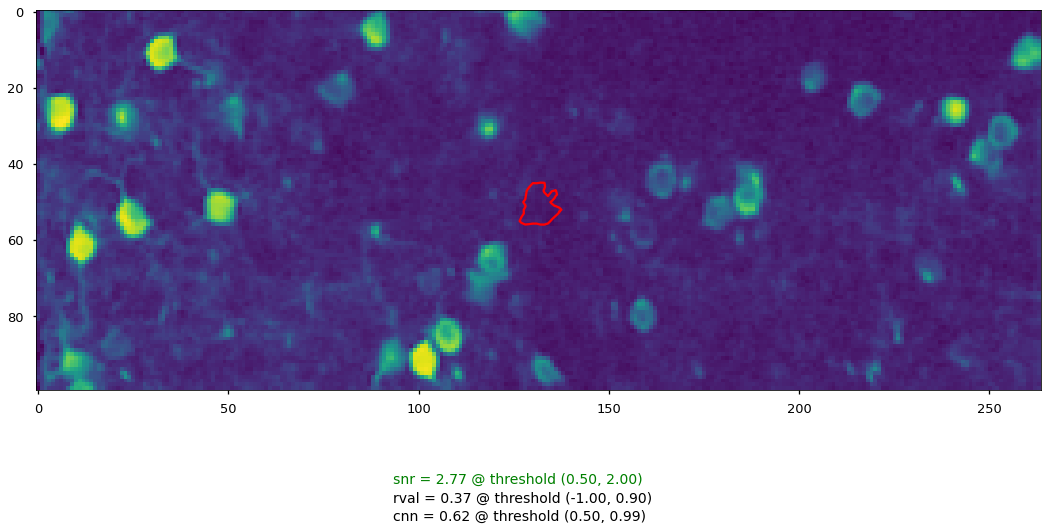 0
20
40
60
80
0 50 100 150 200 250
snr = 2.77 @ threshold (0.50, 2.00)
rval = 0.37 @ threshold (-1.00, 0.90)
cnn = 0.62 @ threshold (0.50, 0.99)